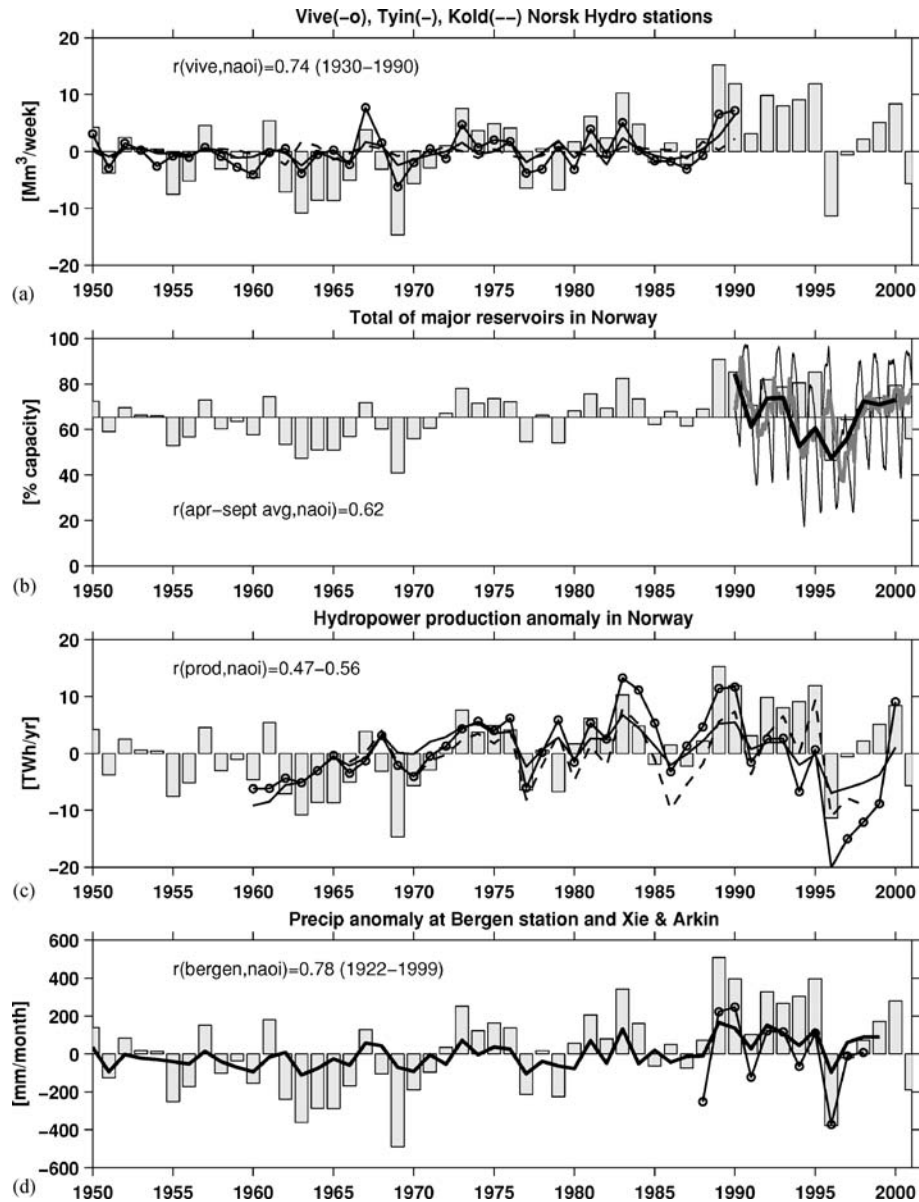 Vive(-o), Tyin(-), Kold(--) Norsk Hydro stations
20
r(vive,naoi)=0.74 (1930-1990)
10
[Mm³/week]
0
-10
-20
(a)
1950 1955 1960 1965 1970 1975 1980 1985 1990 1995 2000
Total of major reservoirs in Norway
100
80
[% capacity]
60
40
r(apr-sept avg,naoi)=0.62
20
0
(b)
1950 1955 1960 1965 1970 1975 1980 1985 1990 1995 2000
Hydropower production anomaly in Norway
20
r(prod,naoi)=0.47-0.56
10
[TWh/yr]
0
-10
-20
(c)
1950 1955 1960 1965 1970 1975 1980 1985 1990 1995 2000
Precip anomaly at Bergen station and Xie & Arkin
600
r(bergen,naoi)=0.78 (1922-1999)
400
200
[mm/month]
0
-200
-400
-600
(d)
1950 1955 1960 1965 1970 1975 1980 1985 1990 1995 2000